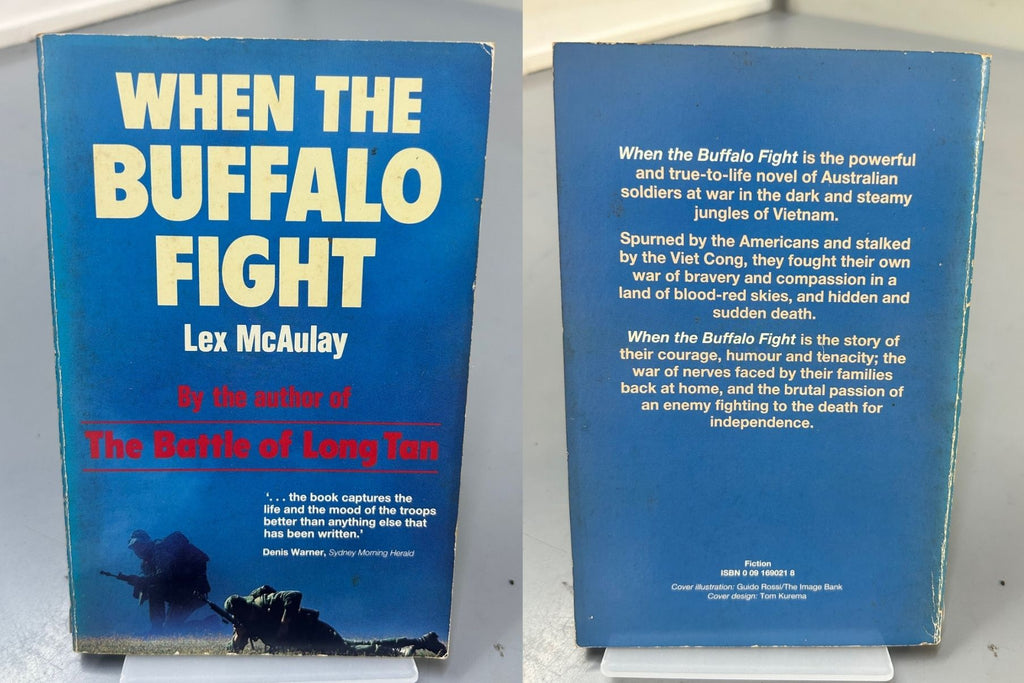 WHEN THE
BUFFALO
FIGHT
Lex McAulay
By the author of
The Battle of Long Tan
'. . . the book captures the
life and the mood of the troops
better than anything else that
has been written.'
Denis Warner, Sydney Morning Herald
When the Buffalo Fight is the powerful
and true-to-life novel of Australian
soldiers at war in the dark and steamy
jungles of Vietnam.
Spurned by the Americans and stalked
by the Viet Cong, they fought their own
war of bravery and compassion in a
land of blood-red skies, and hidden and
sudden death.
When the Buffalo Fight is the story of
their courage, humour and tenacity; the
war of nerves faced by their families
back at home, and the brutal passion of
an enemy fighting to the death for
independence.
Fiction
ISBN 0 09 169021 8
Cover illustration: Guido Rossi/The Image Bank
Cover design: Tom Kurema